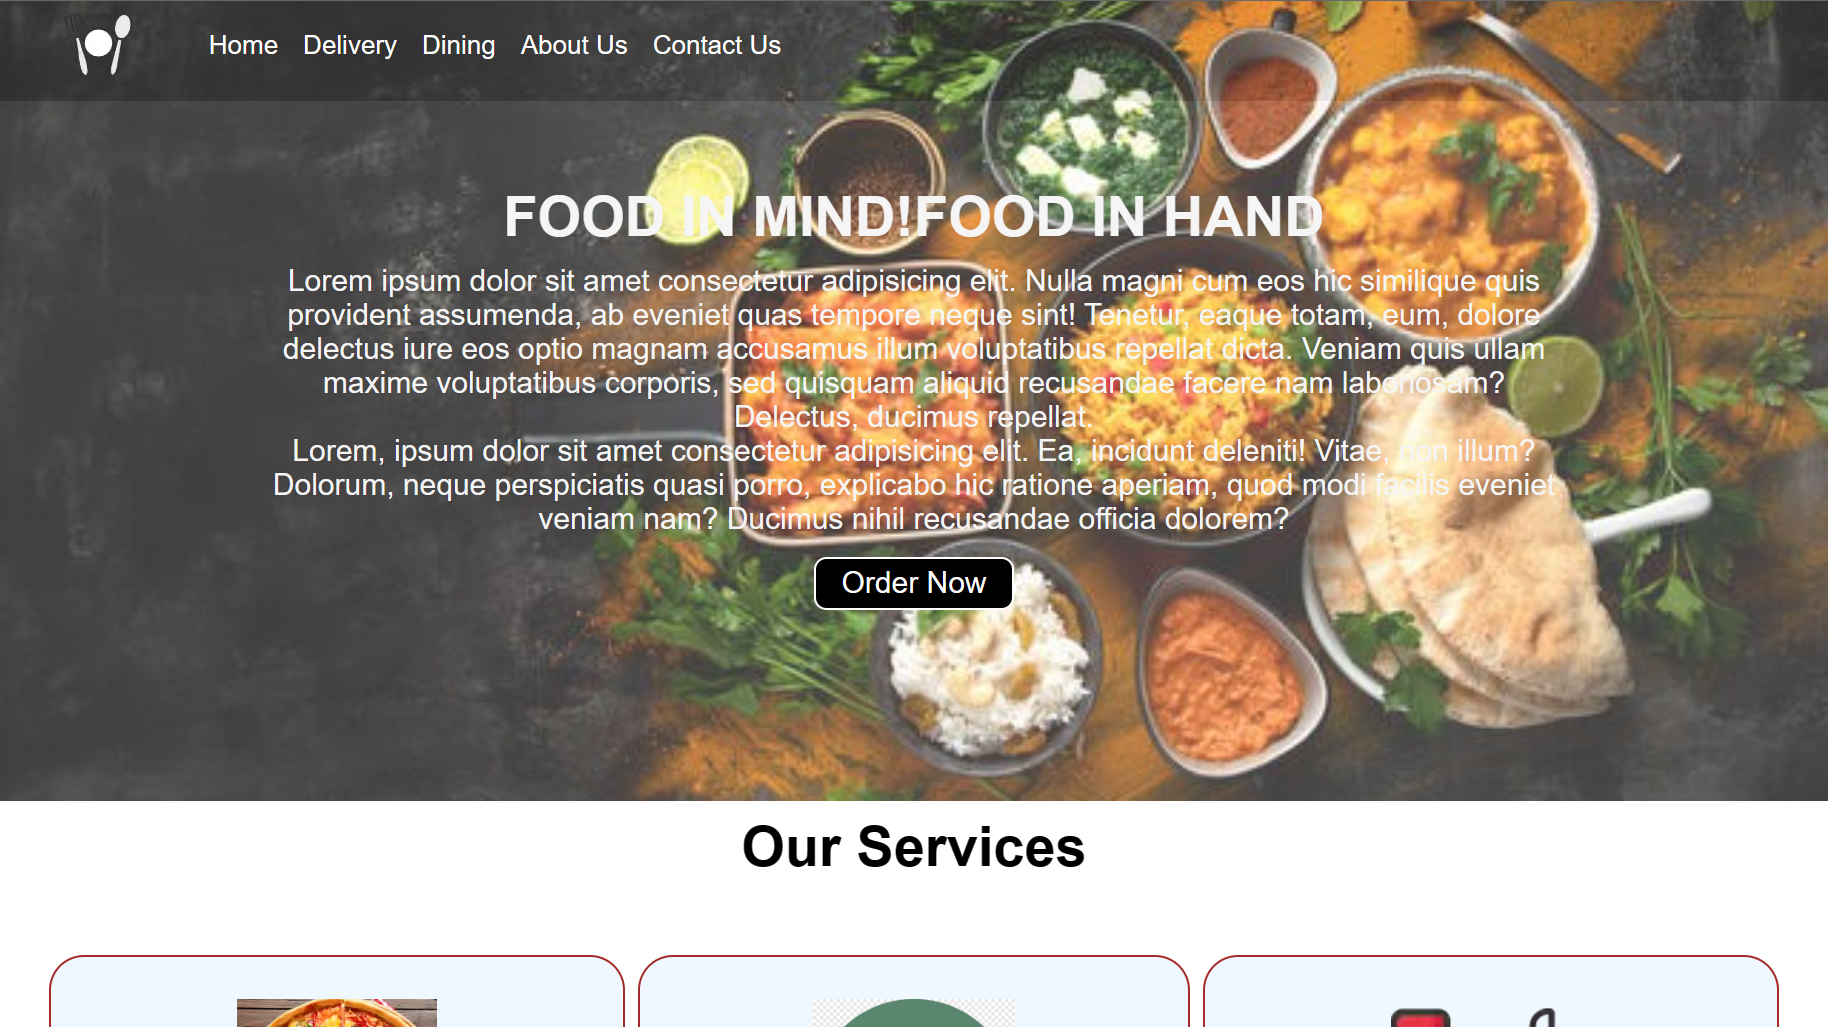 Home Delivery Dining About Us Contact Us
FOOD IN MIND!FOOD IN HAND
Lorem ipsum dolor sit amet consectetur adipisicing elit. Nulla magni cum eos hic similique quis
provident assumenda, ab eveniet quas tempore neque sint! Tenetur, eaque totam, eum, dolore
delectus iure eos optio magnam accusamus illum voluptatibus repellat dicta. Veniam quis ullam
maxime voluptatibus corporis, sed quisquam aliquid recusandae facere nam laboriosam?
Delectus, ducimus repellat.
Lorem, ipsum dolor sit amet consectetur adipisicing elit. Ea, incidunt deleniti! Vitae, non illum?
Dolorum, neque perspiciatis quasi porro, explicabo hic ratione aperiam, quod modi facilis eveniet
veniam nam? Ducimus nihil recusandae officia dolorem?
Order Now
Our Services